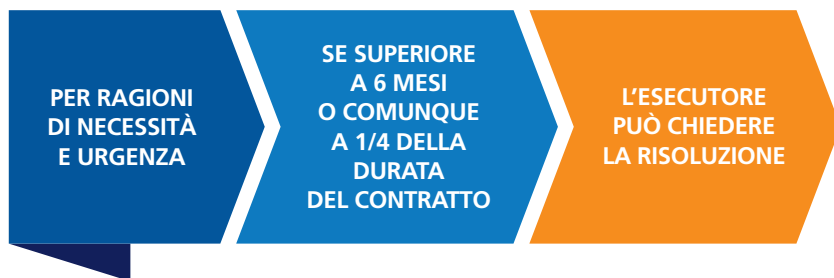 PER RAGIONI
DI NECESSITÀ
E URGENZA
SE SUPERIORE
A 6 MESI
O COMUNQUE
A 1/4 DELLA
DURATA
DEL CONTRATTO
L'ESECUTORE
PUÒ CHIEDERE
LA RISOLUZIONE